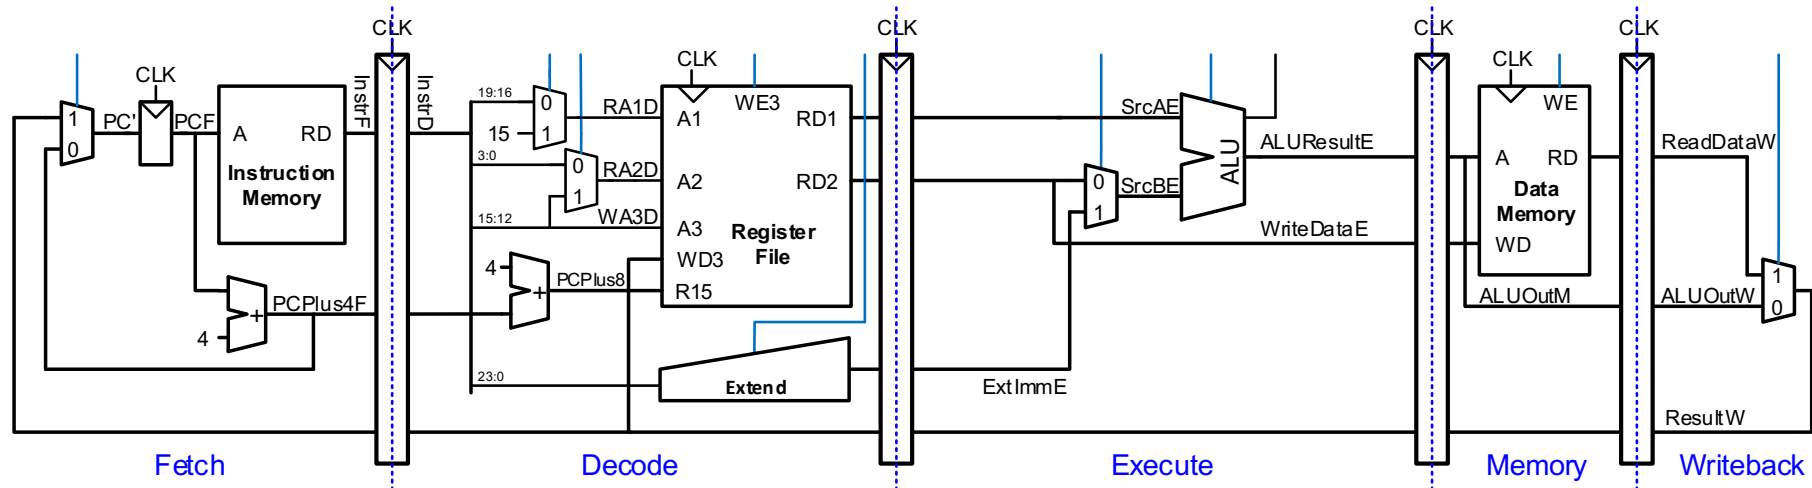 CLK
CLK
CLK
CLK
CLK
CLK
CLK
1
0
PC'
PCF
A
RD
Instruction
Memory
InstrF
InstrD
PCPlus4F
+
4
19:16
15
0
1
RA1D
3:0
0
1
RA2D
15:12
WA3D
4
+
PCPlus8
23:0
WE3
A1
RD1
A2
RD2
A3
Register
File
WD3
R15
Extend
SrcAE
0
1
SrcBE
ALU
ALUResultE
WriteDataE
ExtImmE
WE
A
RD
Data
Memory
WD
ALUOutM
ReadDataW
ALUOutW
1
0
ResultW
Fetch
Decode
Execute
Memory
Writeback